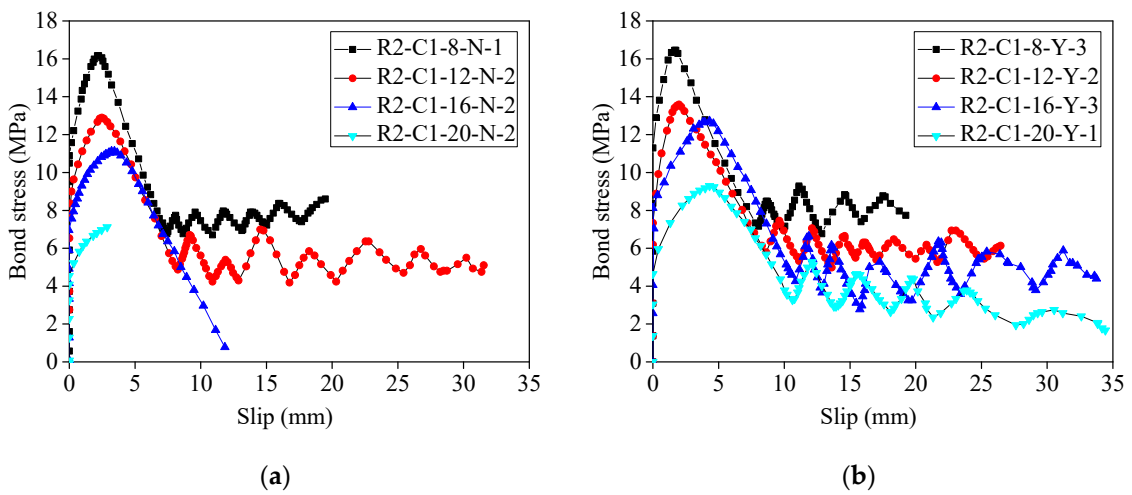 18
16
14
12
10
8
6
4
2
0
Bond stress (MPa)
R2-C1-8-N-1
R2-C1-12-N-2
R2-C1-16-N-2
R2-C1-20-N-2
0 5 10 15 20 25 30 35
Slip (mm)
(a)
18
16
14
12
10
8
6
4
2
0
Bond stress (MPa)
R2-C1-8-Y-3
R2-C1-12-Y-2
R2-C1-16-Y-3
R2-C1-20-Y-1
0 5 10 15 20 25 30 35
Slip (mm)
(b)